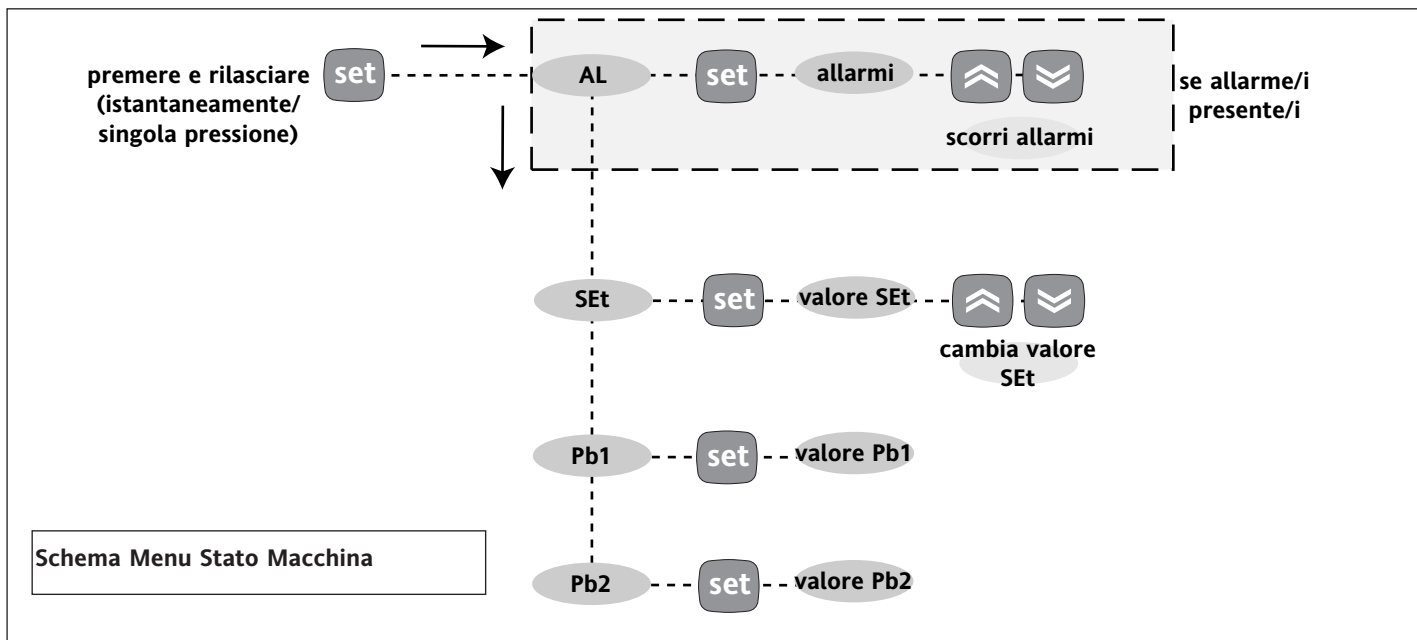 premere e rilasciare
(istantaneamente/
singola pressione)
set
AL
set
allarmi
scorri allarmi
se allarme/i
presente/i
SEt
set
valore SEt
cambia valore
SEt
Pb1
set
valore Pb1
Schema Menu Stato Macchina
Pb2
set
valore Pb2